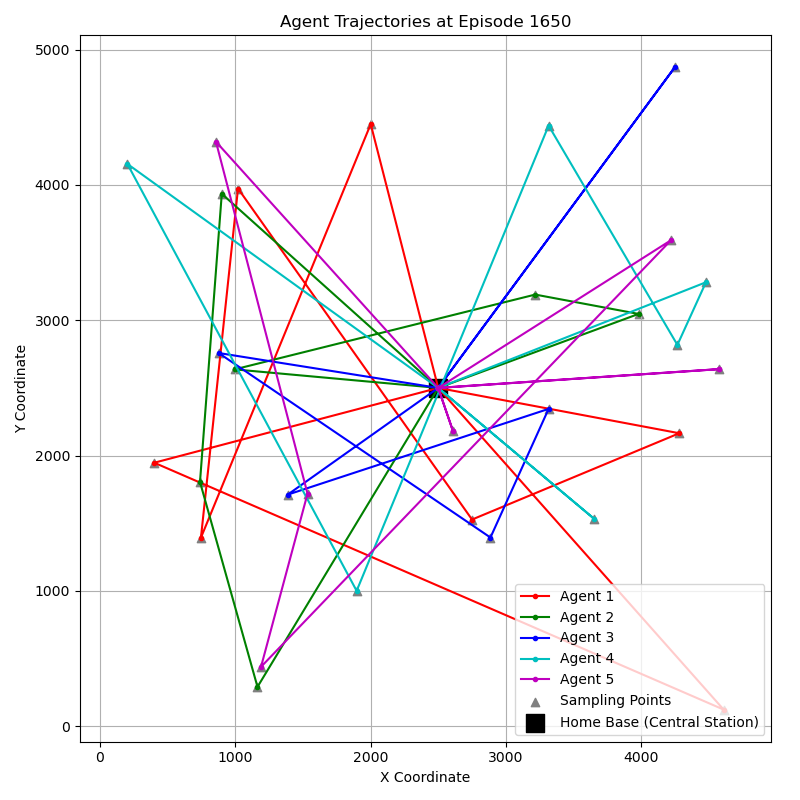 Agent Trajectories at Episode 1650
Y Coordinate
5000
4000
3000
2000
1000
0
0 1000 2000 3000 4000
X Coordinate
Agent 1
Agent 2
Agent 3
Agent 4
Agent 5
Sampling Points
Home Base (Central Station)